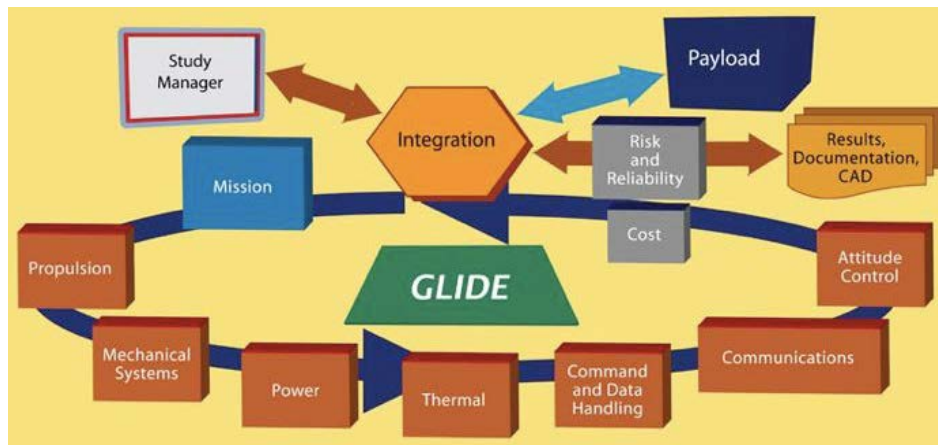 Study
Manager
Payload
Integration
Risk
and
Reliability
Results,
Documentation,
CAD
Mission
Cost
Propulsion
GLIDE
Attitude
Control
Mechanical
Systems
Power
Thermal
Command
and Data
Handling
Communications